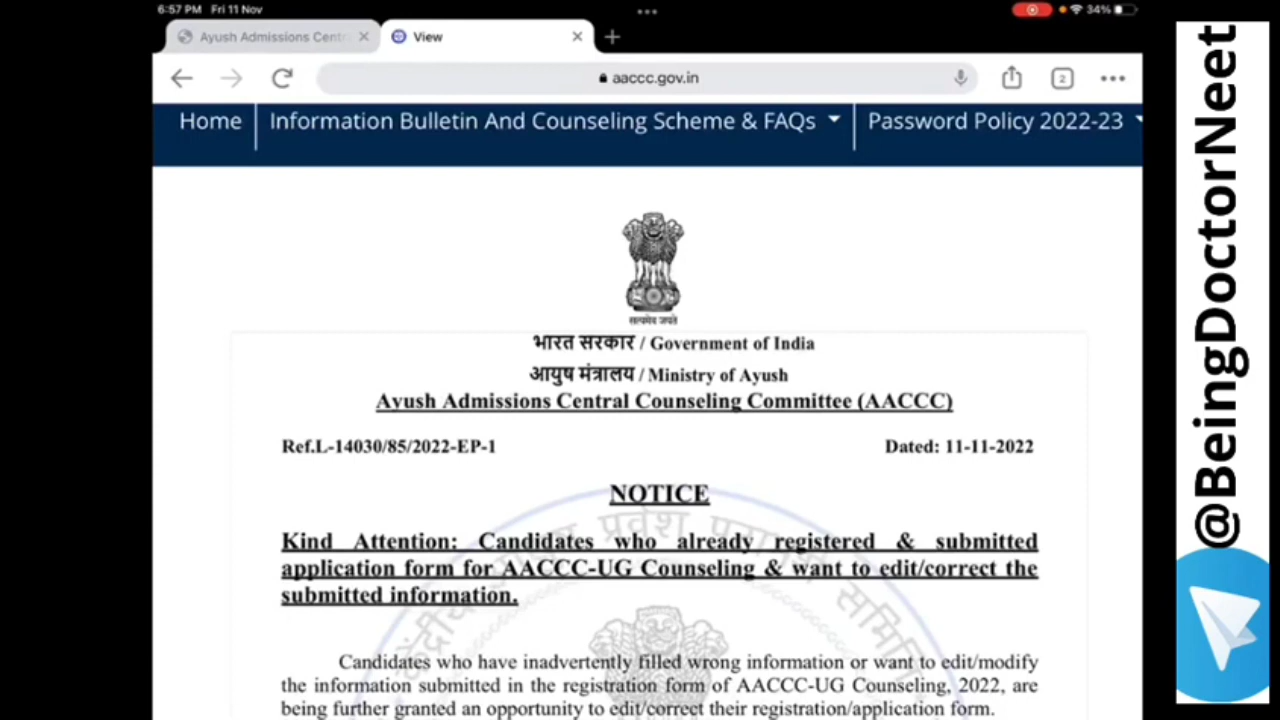 6:57 PM Fri 11 Nov
34%
Ayush Admissions Cent
View
aaccc.gov.in
2
Home
Information Bulletin And Counseling Scheme & FAQs
Password Policy 2022-23
सत्यमेव जयते
भारत सरकार / Government of India
आयुष मंत्रालय / Ministry of Ayush
Ayush Admissions Central Counseling Committee (AACCC)
Ref.L-14030/85/2022-EP-1
Dated: 11-11-2022
NOTICE
Kind Attention: Candidates who already registered & submitted
application form for AACCC-UG Counseling & want to edit/correct the
submitted information.
Candidates who have inadvertently filled wrong information or want to edit/modify
the information submitted in the registration form of AACCC-UG Counseling, 2022, are
being further granted an opportunity to edit/correct their registration/application form.
@BeingDoctorNeet